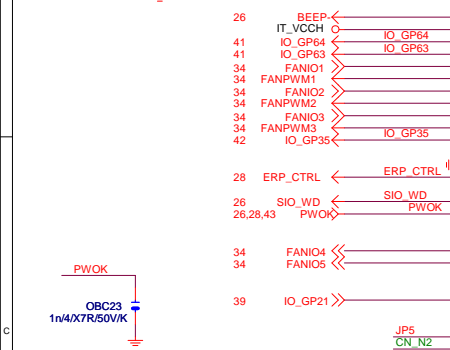 26 BEEP-
IT_VCCH
41 IO_GP64 IO_GP64
41 IO_GP63 IO_GP63
34 FANIO1
34 FANPWM1
34 FANIO2
34 FANPWM2
34 FANIO3
34 FANPWM3
42 IO_GP35 IO_GP35
28 ERP_CTRL ERP_CTRL
26 SIO_WD SIO_WD
26,28,43 PWOK PWOK
34 FANIO4
34 FANIO5
PWOK
39 IO_GP21
OBC23
1n/4/X7R/50V/K
C
JP5
CN_N2